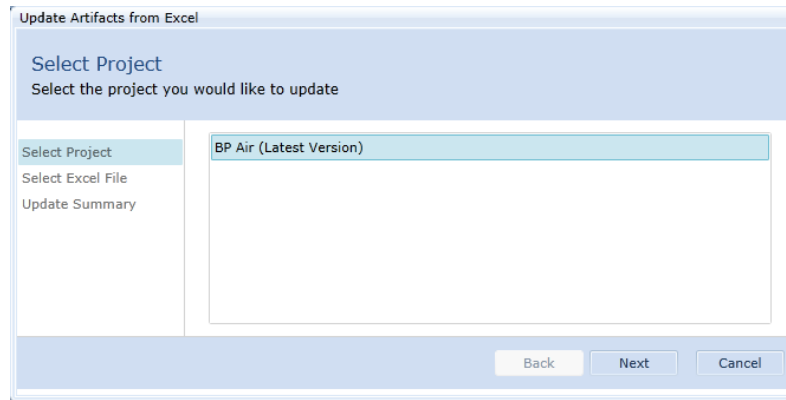 Update Artifacts from Excel
Select Project
Select the project you would like to update
Select Project
BP Air (Latest Version)
Select Excel File
Update Summary
Back
Next
Cancel